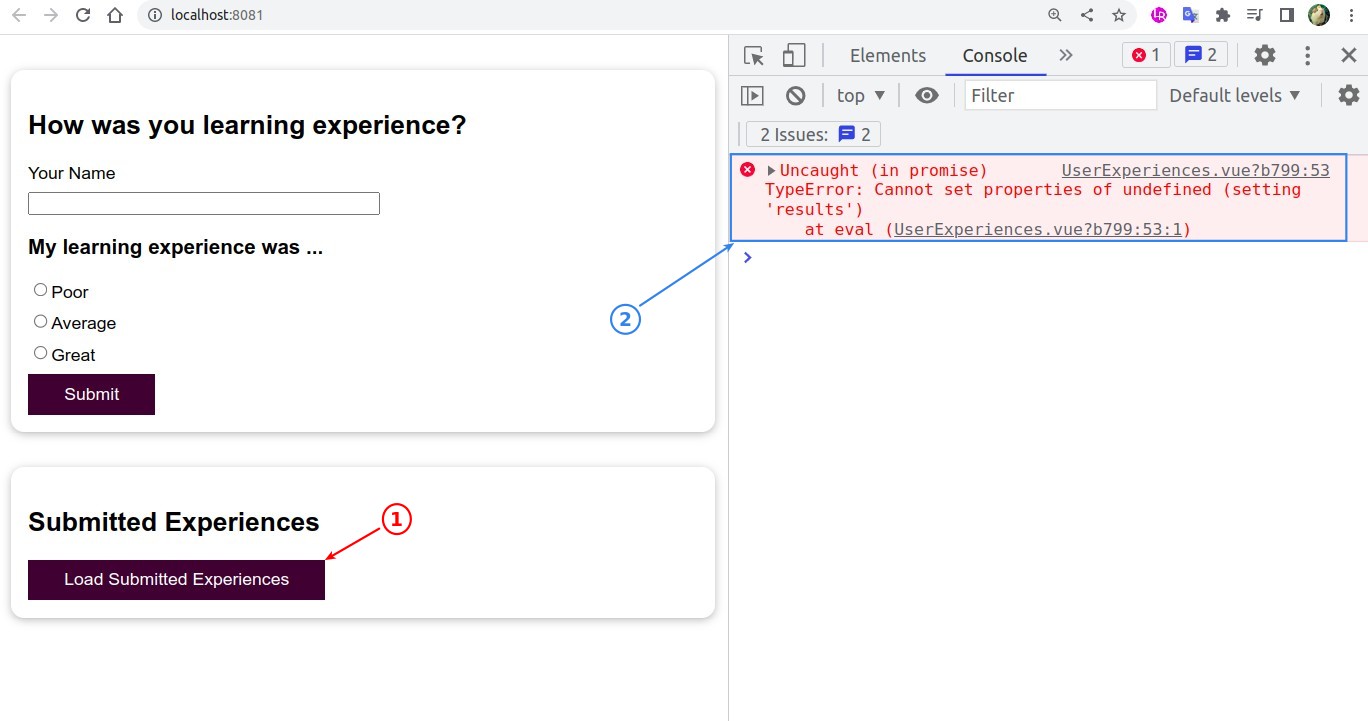 localhost:8081
How was you learning experience?
Your Name
My learning experience was ...
Poor
Average
Great
Submit
Submitted Experiences
1
Load Submitted Experiences
2
Elements Console 1 2
top Filter Default levels
2 Issues: 2
Uncaught (in promise) UserExperiences.vue?b799:53
TypeError: Cannot set properties of undefined (setting
'results')
at eval (UserExperiences.vue?b799:53:1)